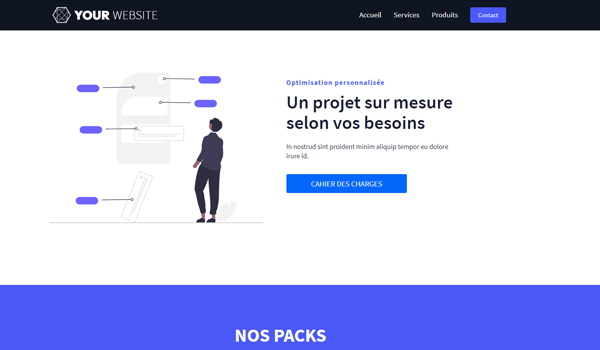 YOUR WEBSITE
Accueil
Services
Produits
Contact
Optimisation personnalisée
Un projet sur mesure
selon vos besoins
In nostrud sint proident minim aliquip tempor eu dolore
irure id.
CAHIER DES CHARGES
NOS PACKS